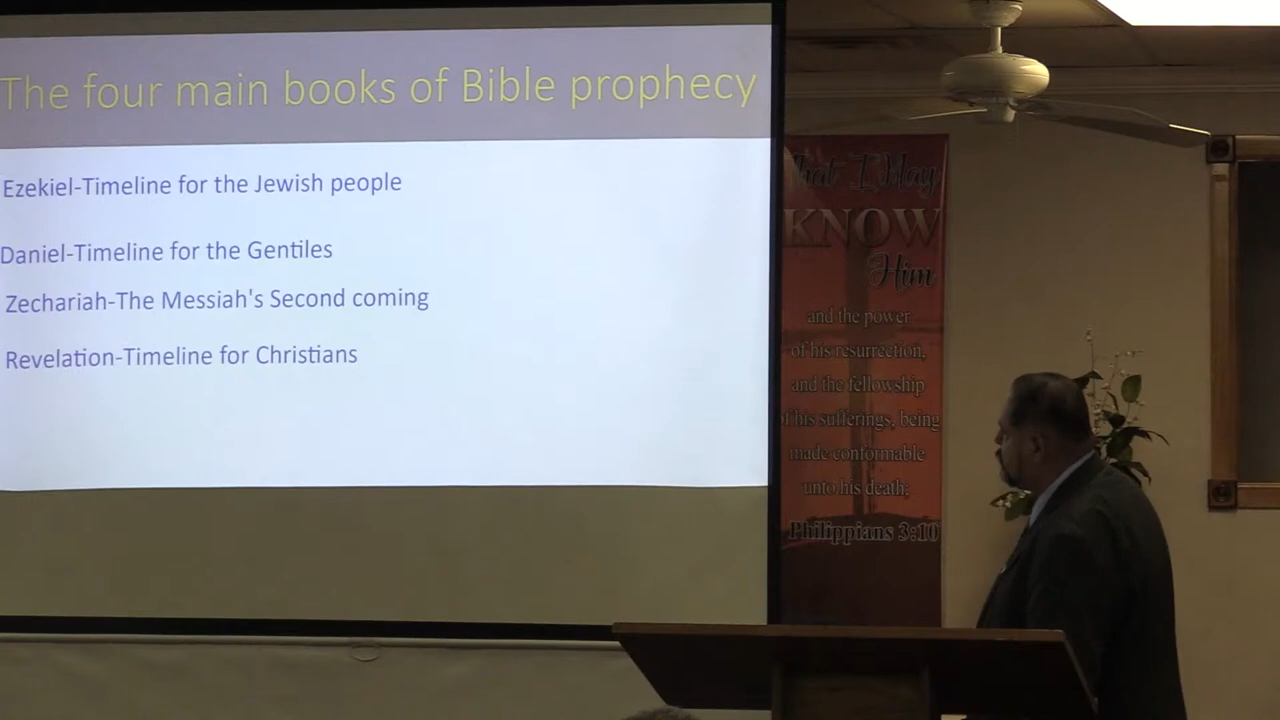 The four main books of Bible prophecy
Ezekiel-Timeline for the Jewish people
Daniel-Timeline for the Gentiles
Zechariah-The Messiah's Second coming
Revelation-Timeline for Christians
That I May
KNOW
Him
and the power
of his resurrection,
and the fellowship
of his sufferings, being
made conformable
unto his death;
Philippians 3:10